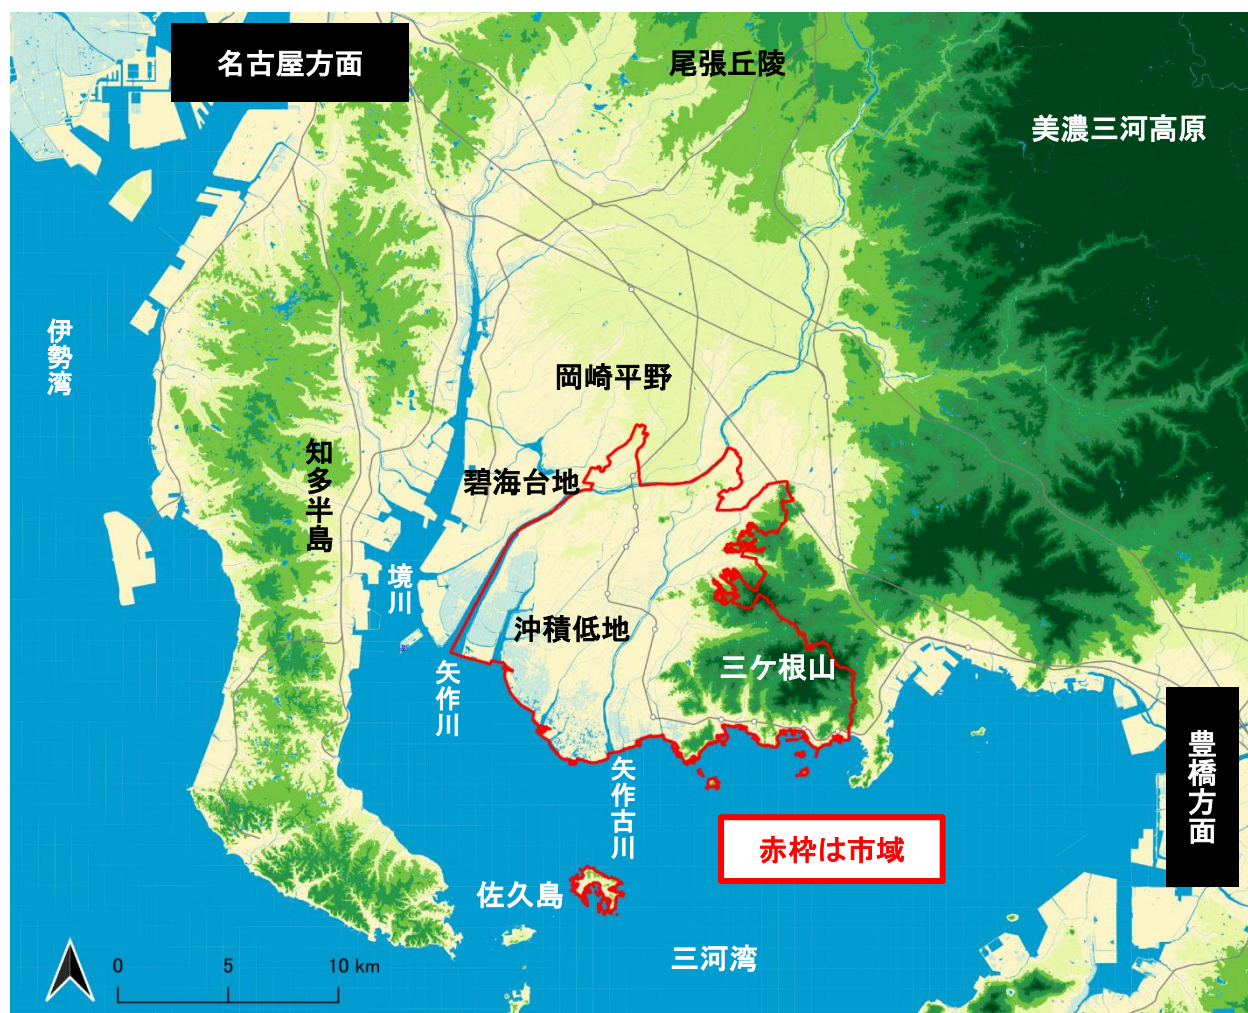 名古屋方面
尾張丘陵
美濃三河高原
伊勢湾
岡崎平野
知多半島
碧海台地
境川
沖積低地
三ケ根山
矢作川
豊橋方面
矢作古川
赤枠は市域
佐久島
三河湾
0 5 10 km